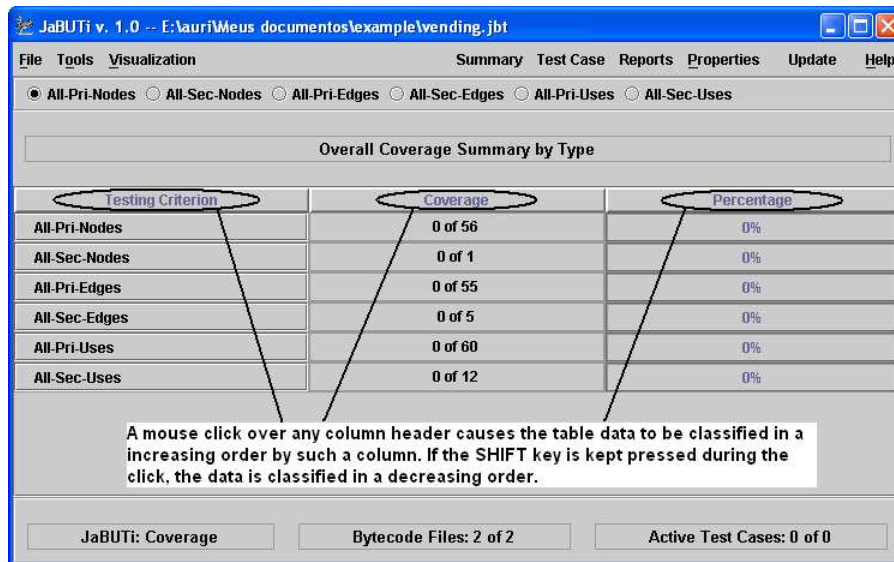 JaBUTi v. 1.0 -- E:\auri\Meus documentos\example\vending.jbt
File Tools Visualization Summary Test Case Reports Properties Update Help
All-Pri-Nodes All-Sec-Nodes All-Pri-Edges All-Sec-Edges All-Pri-Uses All-Sec-Uses
Overall Coverage Summary by Type
Testing Criterion Coverage Percentage
All-Pri-Nodes 0 of 56 0%
All-Sec-Nodes 0 of 1 0%
All-Pri-Edges 0 of 55 0%
All-Sec-Edges 0 of 5 0%
All-Pri-Uses 0 of 60 0%
All-Sec-Uses 0 of 12 0%
A mouse click over any column header causes the table data to be classified in a
increasing order by such a column. If the SHIFT key is kept pressed during the
click, the data is classified in a decreasing order.
JaBUTi: Coverage Bytecode Files: 2 of 2 Active Test Cases: 0 of 0